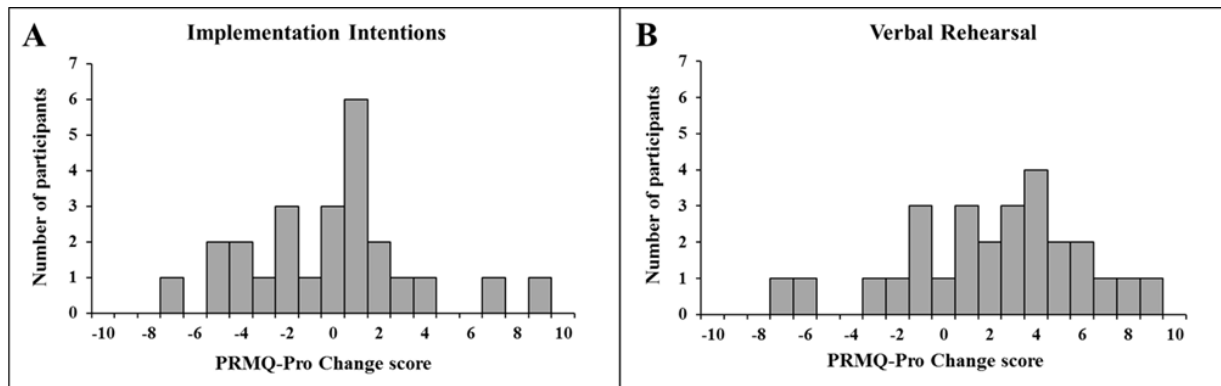 A
Implementation Intentions
Number of participants
7
6
5
4
3
2
1
0
-10 -8 -6 -4 -2 0 2 4 6 8 10
PRMQ-Pro Change score
B
Verbal Rehearsal
Number of participants
7
6
5
4
3
2
1
0
-10 -8 -6 -4 -2 0 2 4 6 8 10
PRMQ-Pro Change score